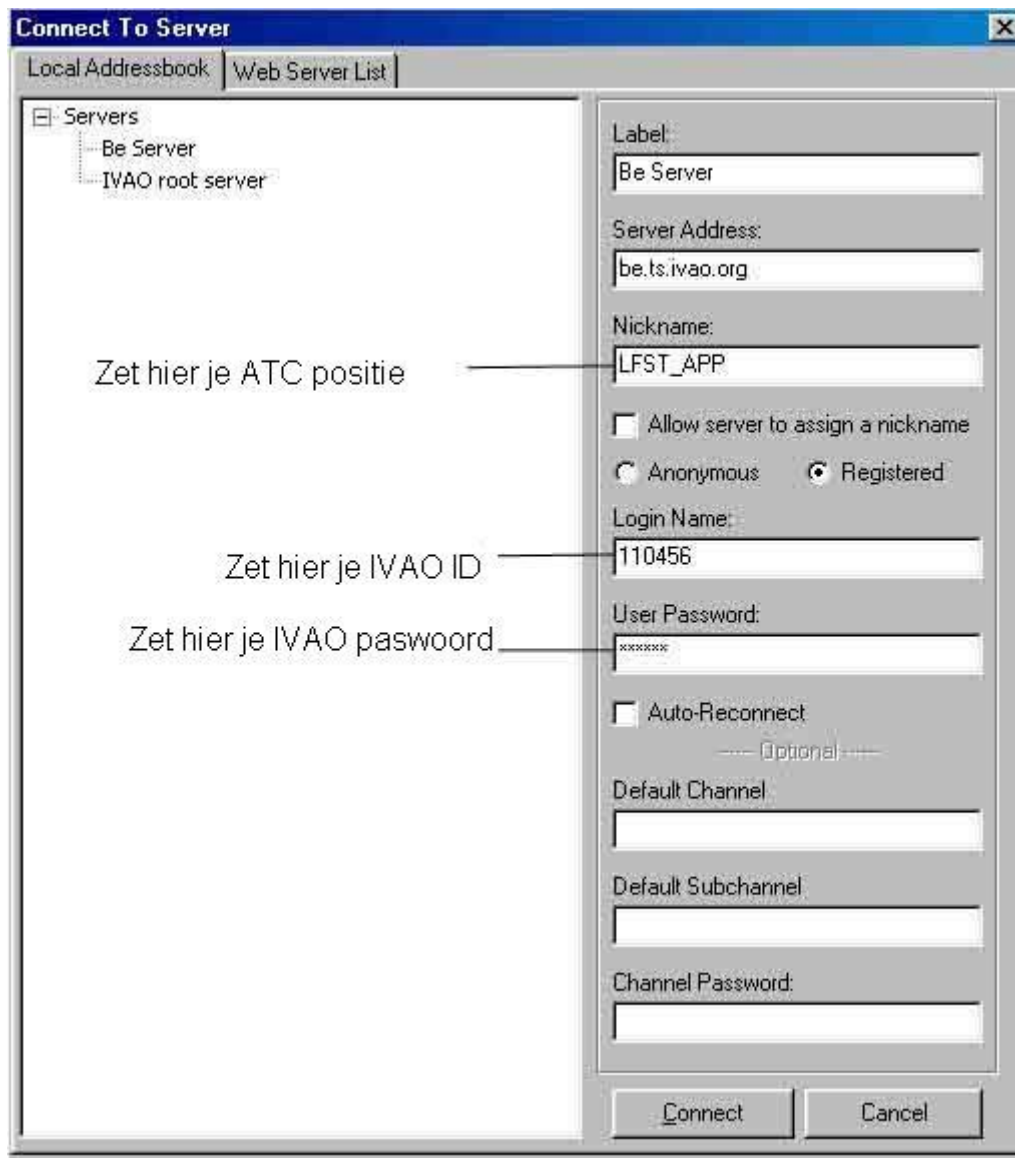 Connect To Server
Local Addressbook
Web Server List
Servers
Be Server
IVAO root server
Label:
Be Server
Server Address:
be.ts.ivao.org
Nickname:
Zet hier je ATC positie
LFST_APP
Allow server to assign a nickname
Anonymous
Registered
Login Name:
Zet hier je IVAO ID
110456
User Password:
Zet hier je IVAO paswoord
******
Auto-Reconnect
----- Optional -----
Default Channel
Default Subchannel
Channel Password:
Connect
Cancel